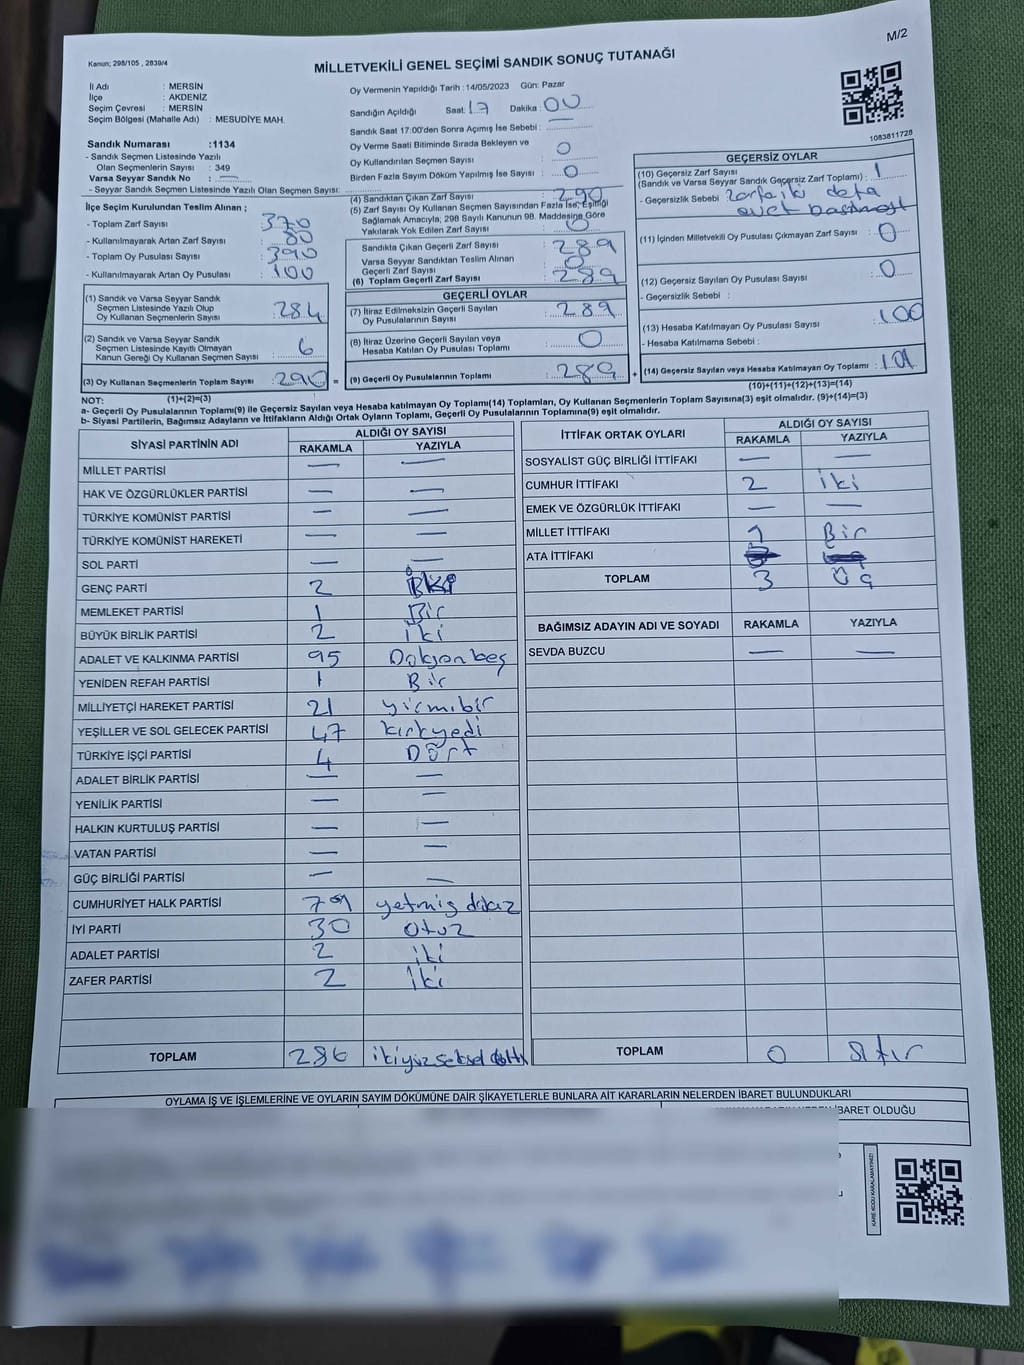 M/2
Kanun; 298/105 , 2839/4
MİLLETVEKİLİ GENEL SEÇİMİ SANDIK SONUÇ TUTANAĞI
İl Adı : MERSİN
İlçe : AKDENİZ
Seçim Çevresi : MERSİN
Seçim Bölgesi (Mahalle Adı) : MESUDİYE MAH.
Sandık Numarası :1134
- Sandık Seçmen Listesinde Yazılı
Olan Seçmenlerin Sayısı : 349
Varsa Seyyar Sandık No : —
- Seyyar Sandık Seçmen Listesinde Yazılı Olan Seçmen Sayısı:
Oy Vermenin Yapıldığı Tarih :14/05/2023 Gün: Pazar
Sandığın Açıldığı Saat: 17 Dakika: 00
Sandık Saat 17:00'den Sonra Açılmış İse Sebebi : —
Oy Verme Saati Bitiminde Sırada Bekleyen ve
Oy Kullandırılan Seçmen Sayısı : 0
Birden Fazla Sayım Döküm Yapılmış İse Sayısı : 0
1083811728
İlçe Seçim Kurulundan Teslim Alınan ;
- Toplam Zarf Sayısı : 370
- Kullanılmayarak Artan Zarf Sayısı : 80
- Toplam Oy Pusulası Sayısı : 390
- Kullanılmayarak Artan Oy Pusulası : 100
(4) Sandıktan Çıkan Zarf Sayısı : 290
(5) Zarf Sayısı Oy Kullanan Seçmen Sayısından Fazla İse, Eşitliği
Sağlamak Amacıyla; 298 Sayılı Kanunun 98. Maddesine Göre
Yakılarak Yok Edilen Zarf Sayısı : 0
Sandıkta Çıkan Geçerli Zarf Sayısı : 289
Varsa Seyyar Sandıktan Teslim Alınan
Geçerli Zarf Sayısı : 0
(6) Toplam Geçerli Zarf Sayısı : 289
GEÇERSİZ OYLAR
(10) Geçersiz Zarf Sayısı
(Sandık ve Varsa Seyyar Sandık Geçersiz Zarf Toplamı) : 1
- Geçersizlik Sebebi : zarfa iki defa
evet basılmış
(11) İçinden Milletvekili Oy Pusulası Çıkmayan Zarf Sayısı : 0
(12) Geçersiz Sayılan Oy Pusulası Sayısı : 0
- Geçersizlik Sebebi :
(13) Hesaba Katılmayan Oy Pusulası Sayısı : 100
- Hesaba Katılmama Sebebi :
(14) Geçersiz Sayılan veya Hesaba Katılmayan Oy Pusulası Toplamı : 101
(10)+(11)+(12)+(13)=(14)
(1) Sandık ve Varsa Seyyar Sandık
Seçmen Listesinde Yazılı Olup
Oy Kullanan Seçmenlerin Sayısı : 284
(2) Sandık ve Varsa Seyyar Sandık
Seçmen Listesinde Kayıtlı Olmayan
Kanun Gereği Oy Kullanan Seçmen Sayısı : 6
(3) Oy Kullanan Seçmenlerin Toplam Sayısı : 290 =
(1)+(2)=(3)
GEÇERLİ OYLAR
(7) İtiraz Edilmeksizin Geçerli Sayılan
Oy Pusulalarının Sayısı : 289
(8) İtiraz Üzerine Geçerli Sayılan veya
Hesaba Katılan Oy Pusulası Toplamı : 0
(9) Geçerli Oy Pusulalarının Toplamı : 289 +
NOT:
a- Geçerli Oy Pusulalarının Toplamı(9) ile Geçersiz Sayılan veya Hesaba katılmayan Oy Toplamı(14) Toplamları, Oy Kullanan Seçmenlerin Toplam Sayısına(3) eşit olmalıdır. (9)+(14)=(3)
b- Siyasi Partilerin, Bağımsız Adayların ve İttifakların Aldığı Ortak Oyların Toplamı, Geçerli Oy Pusulalarının Toplamına(9) eşit olmalıdır.
SİYASİ PARTİNİN ADI ALDIĞI OY SAYISI
RAKAMLA YAZIYLA
MİLLET PARTİSİ — —
HAK VE ÖZGÜRLÜKLER PARTİSİ — —
TÜRKİYE KOMÜNİST PARTİSİ — —
TÜRKİYE KOMÜNİST HAREKETİ — —
SOL PARTİ — —
GENÇ PARTİ 2
MEMLEKET PARTİSİ 1 Bir
BÜYÜK BİRLİK PARTİSİ 2 iki
ADALET VE KALKINMA PARTİSİ 95 Doksan beş
YENİDEN REFAH PARTİSİ 1 Bir
MİLLİYETÇİ HAREKET PARTİSİ 21 yirmibir
YEŞİLLER VE SOL GELECEK PARTİSİ 47 kırkyedi
TÜRKİYE İŞÇİ PARTİSİ 4 Dört
ADALET BİRLİK PARTİSİ — —
YENİLİK PARTİSİ — —
HALKIN KURTULUŞ PARTİSİ — —
VATAN PARTİSİ — —
GÜÇ BİRLİĞİ PARTİSİ — —
CUMHURİYET HALK PARTİSİ 79 yetmiş
İYİ PARTİ 30 otuz
ADALET PARTİSİ 2 iki
ZAFER PARTİSİ 2 iki
TOPLAM 286 ikiyüzseksel
İTTİFAK ORTAK OYLARI ALDIĞI OY SAYISI
RAKAMLA YAZIYLA
SOSYALİST GÜÇ BİRLİĞİ İTTİFAKI — —
CUMHUR İTTİFAKI 2 iki
EMEK VE ÖZGÜRLÜK İTTİFAKI — —
MİLLET İTTİFAKI 1 Bir
ATA İTTİFAKI
TOPLAM 3 üç
BAĞIMSIZ ADAYIN ADI VE SOYADI RAKAMLA YAZIYLA
SEVDA BUZCU — —
TOPLAM 0 sıfır
OYLAMA İŞ VE İŞLEMLERİNE VE OYLARIN SAYIM DÖKÜMÜNE DAİR ŞİKAYETLERLE BUNLARA AİT KARARLARIN NELERDEN İBARET BULUNDUKLARI
İBARET OLDUĞU
KARE KODU KARALAMAYINIZ!